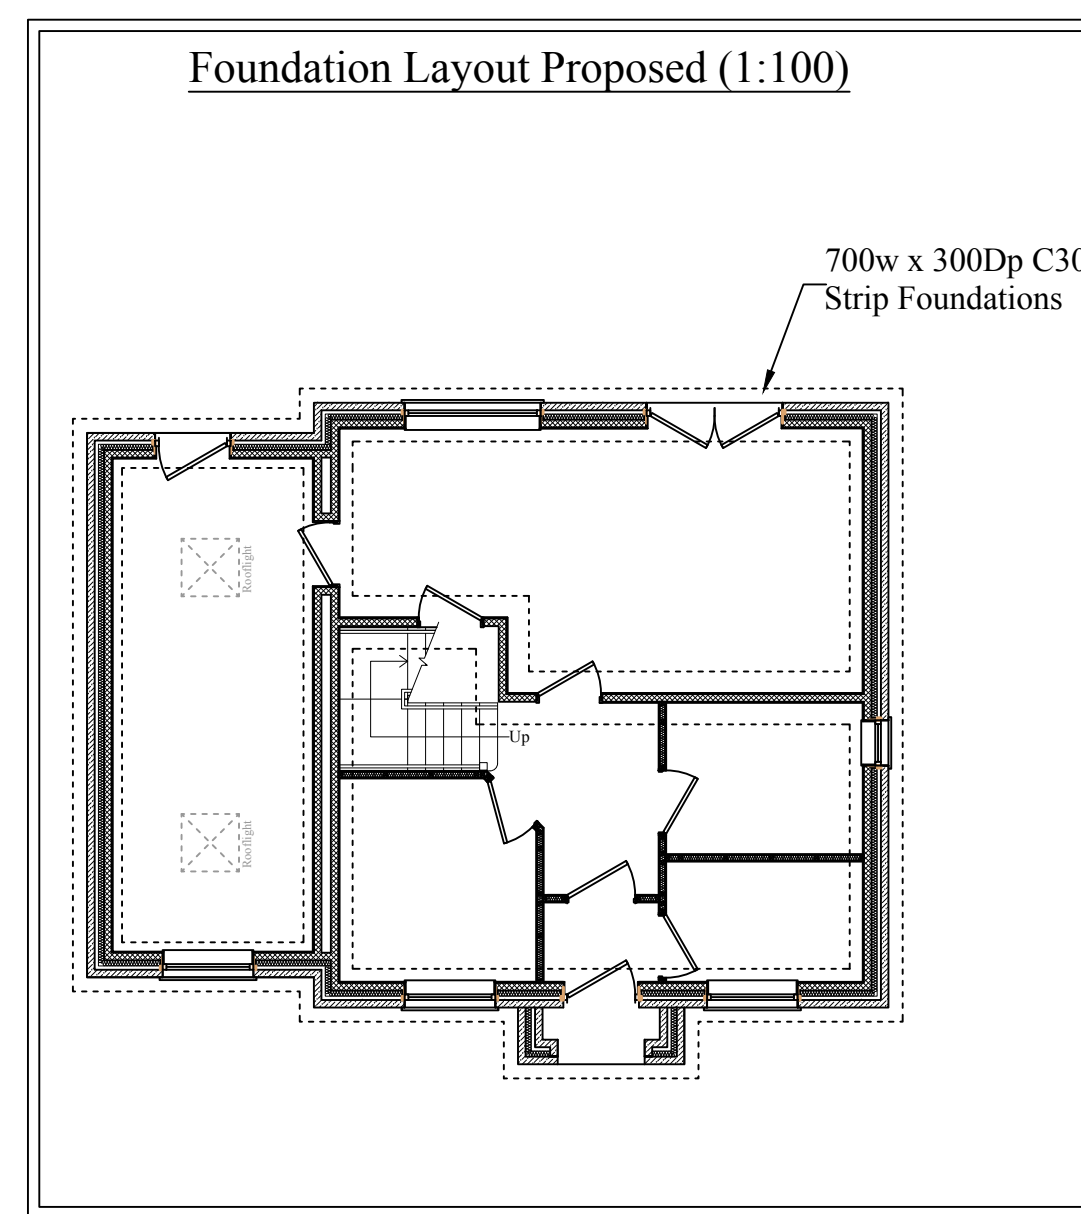 Foundation Layout Proposed (1:100)
700w x 300Dp C30
Strip Foundations
Rooflight
Up
Rooflight